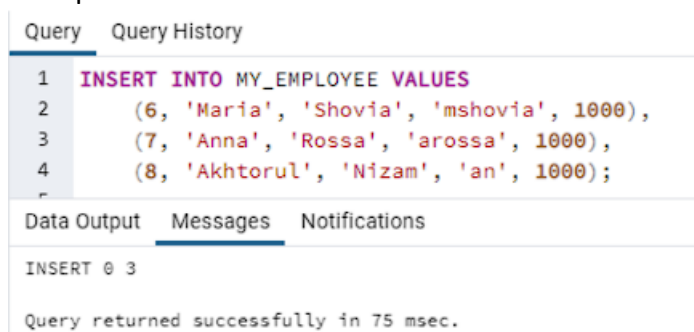 Query Query History
1 INSERT INTO MY_EMPLOYEE VALUES
2 (6, 'Maria', 'Shovia', 'mshovia', 1000),
3 (7, 'Anna', 'Rossa', 'arossa', 1000),
4 (8, 'Akhtorul', 'Nizam', 'an', 1000);
Data Output Messages Notifications
INSERT 0 3
Query returned successfully in 75 msec.